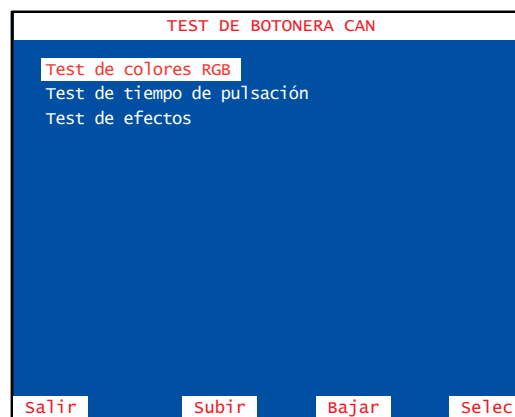 TEST DE BOTONERA CAN
Test de colores RGB
Test de tiempo de pulsación
Test de efectos
Salir Subir Bajar Selec